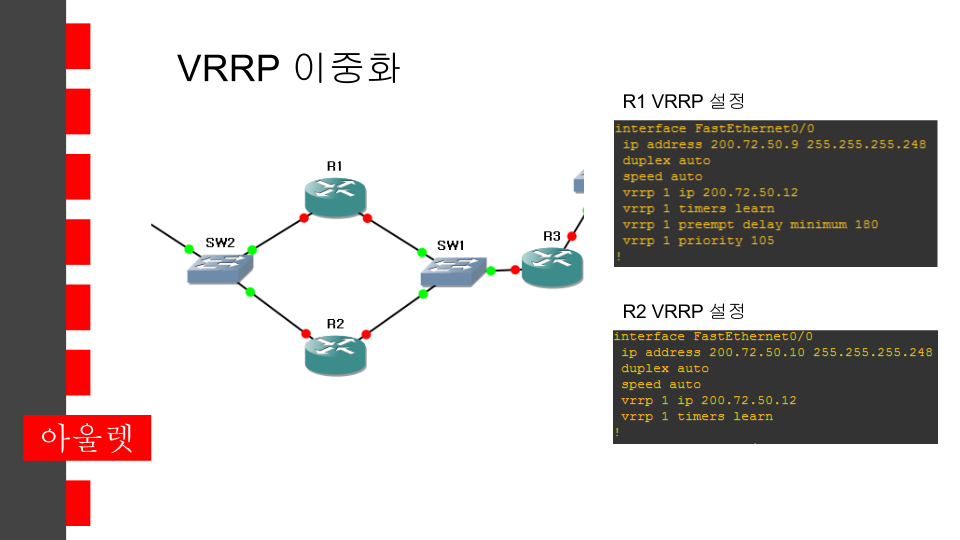 VRRP 이중화
R1 VRRP 설정
interface FastEthernet0/0
ip address 200.72.50.9 255.255.255.248
duplex auto
speed auto
vrrp 1 ip 200.72.50.12
vrrp 1 timers learn
vrrp 1 preempt delay minimum 180
vrrp 1 priority 105
!
R1
SW2
SW1
R3
R2
R2 VRRP 설정
interface FastEthernet0/0
ip address 200.72.50.10 255.255.255.248
duplex auto
speed auto
vrrp 1 ip 200.72.50.12
vrrp 1 timers learn
!
아울렛